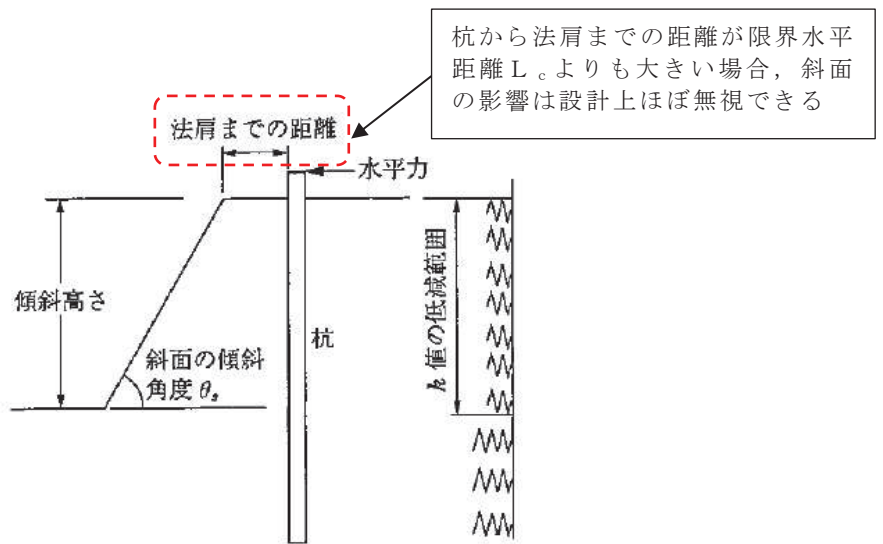 杭から法肩までの距離が限界水平
距離Ｌｃよりも大きい場合，斜面
の影響は設計上ほぼ無視できる
法肩までの距離
水平力
傾斜高さ
斜面の傾斜
角度θs
杭
k値の低減範囲